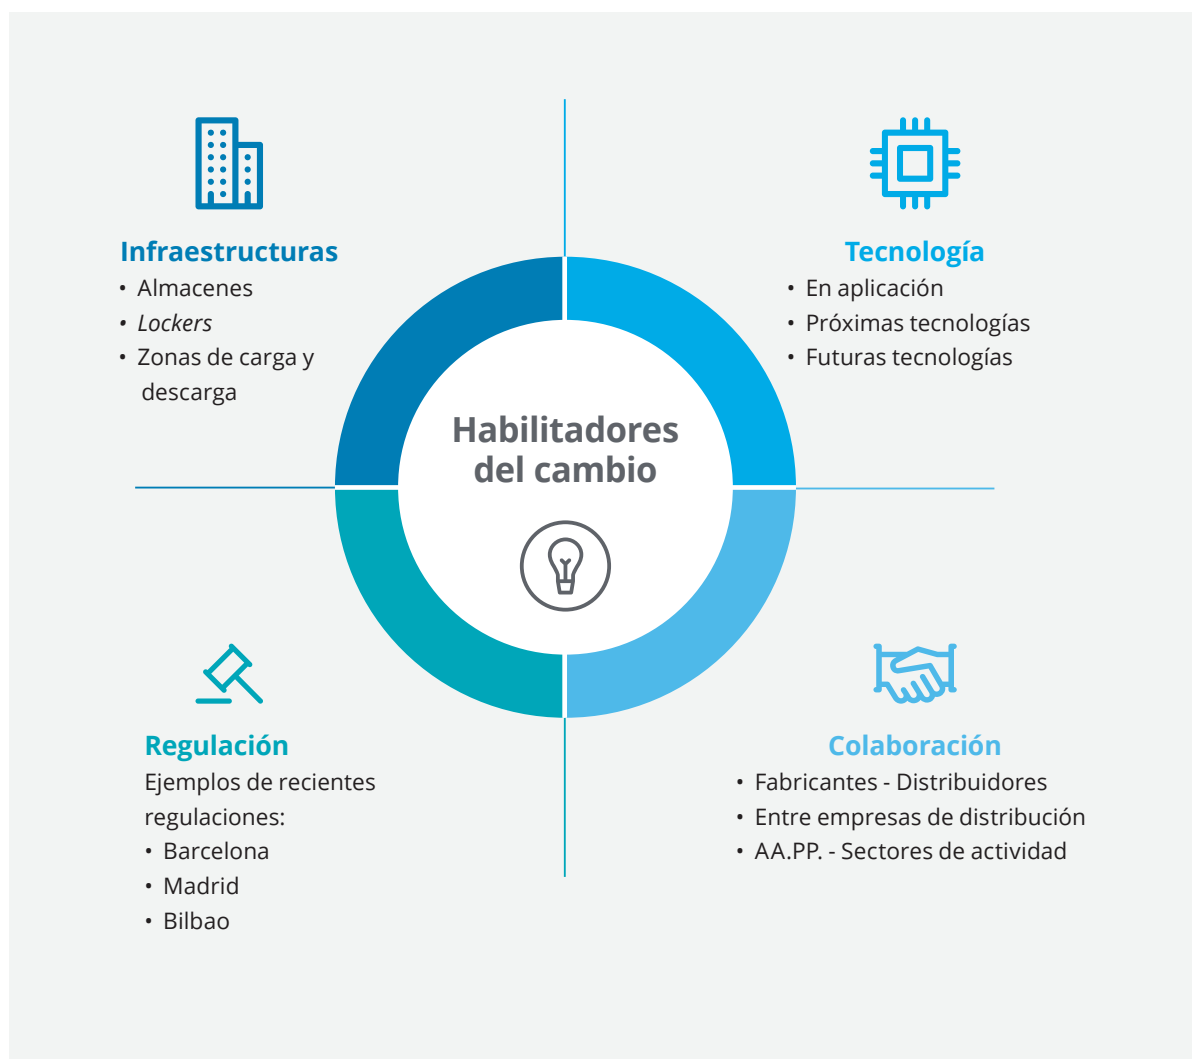 Infraestructuras
• Almacenes
• Lockers
• Zonas de carga y
descarga
Tecnología
• En aplicación
• Próximas tecnologías
• Futuras tecnologías
Habilitadores
del cambio
Regulación
Ejemplos de recientes
regulaciones:
• Barcelona
• Madrid
• Bilbao
Colaboración
• Fabricantes - Distribuidores
• Entre empresas de distribución
• AA.PP. - Sectores de actividad